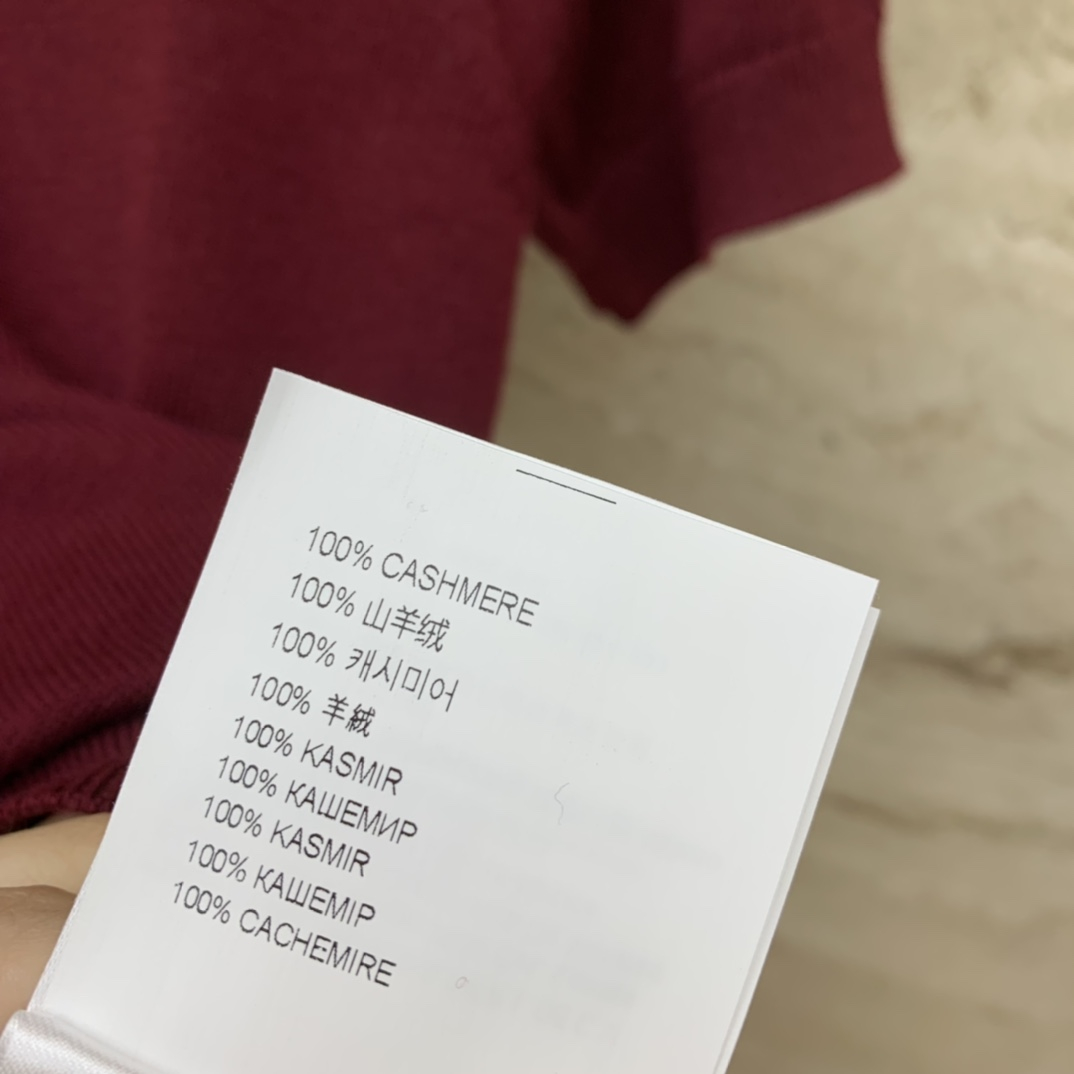 100% CASHMERE
100% 山羊绒
100% 캐시미어
100% 羊絨
100% KASMIR
100% КАШЕМИР
100% KASMIR
100% КАШЕМІР
100% CACHEMIRE